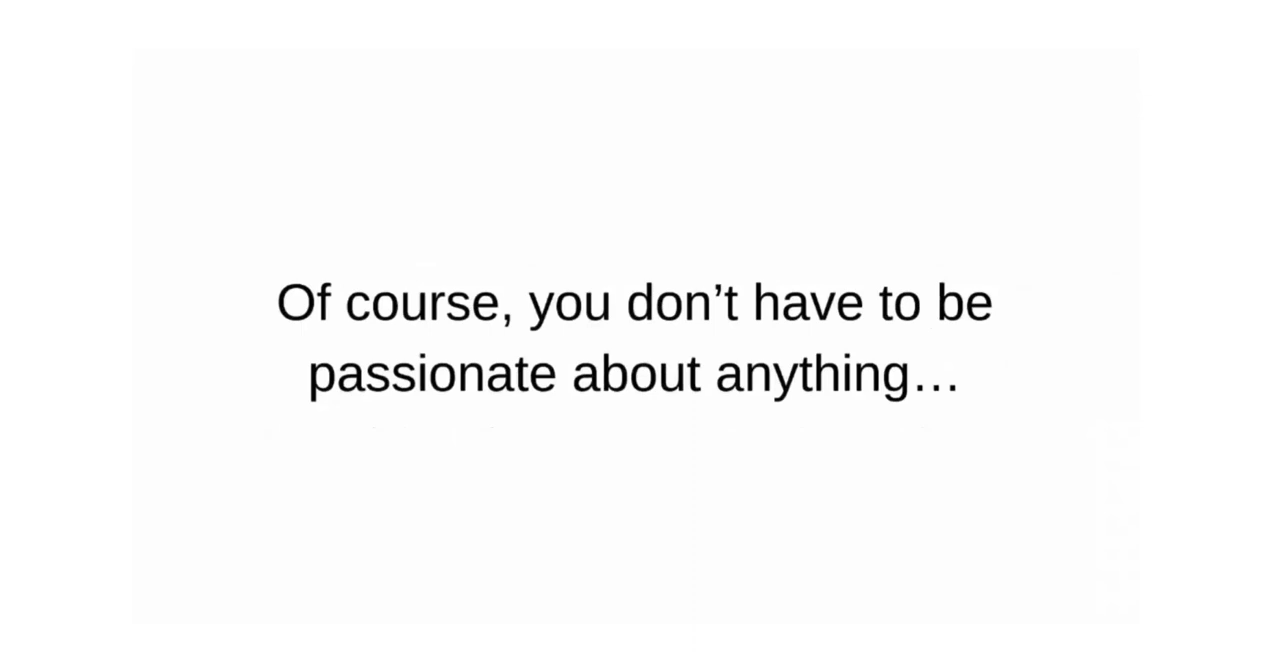 Of course, you don’t have to be
passionate about anything…